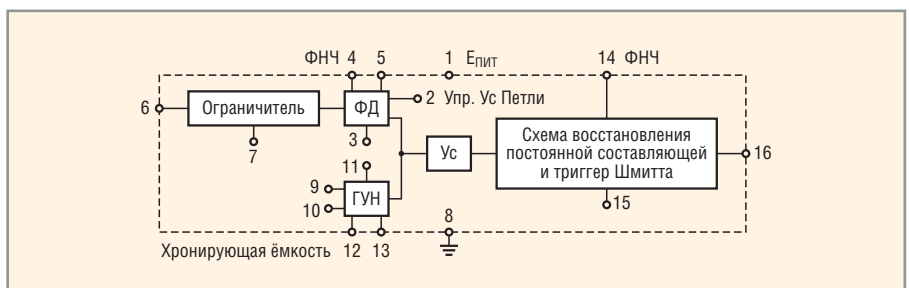 ФНЧ 4 5 1 EПИТ 14 ФНЧ
6 Ограничитель ФД 2 Упр. Ус Петли
7 3
11 Ус
Схема восстановления
постоянной составляющей
и триггер Шмитта
16
9 ГУН
10
15
8
Хронирующая ёмкость 12 13